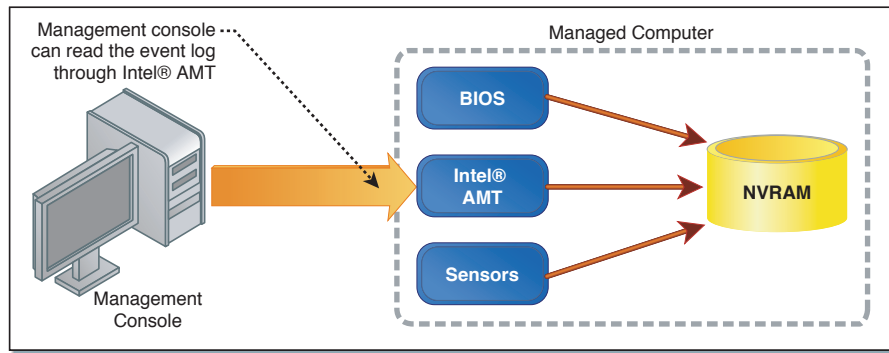 Management console
can read the event log
through Intel® AMT
Managed Computer
BIOS
Intel®
AMT
Sensors
NVRAM
Management
Console